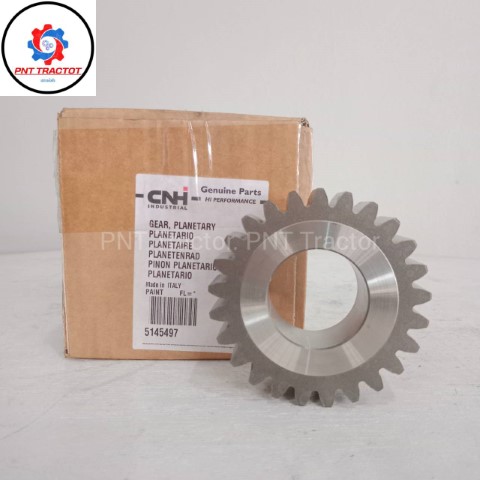 PNT TRACTOT
CNH
INDUSTRIAL
Genuine Parts
HI PERFORMANCE
GEAR, PLANETARY
PLANETARIO
PLANETAIRE
PLANETENRAD
PINON PLANETARIO
PLANETARIO
Made in ITALY
PAINT
5145497
PNT Tractor, PNT Tractor